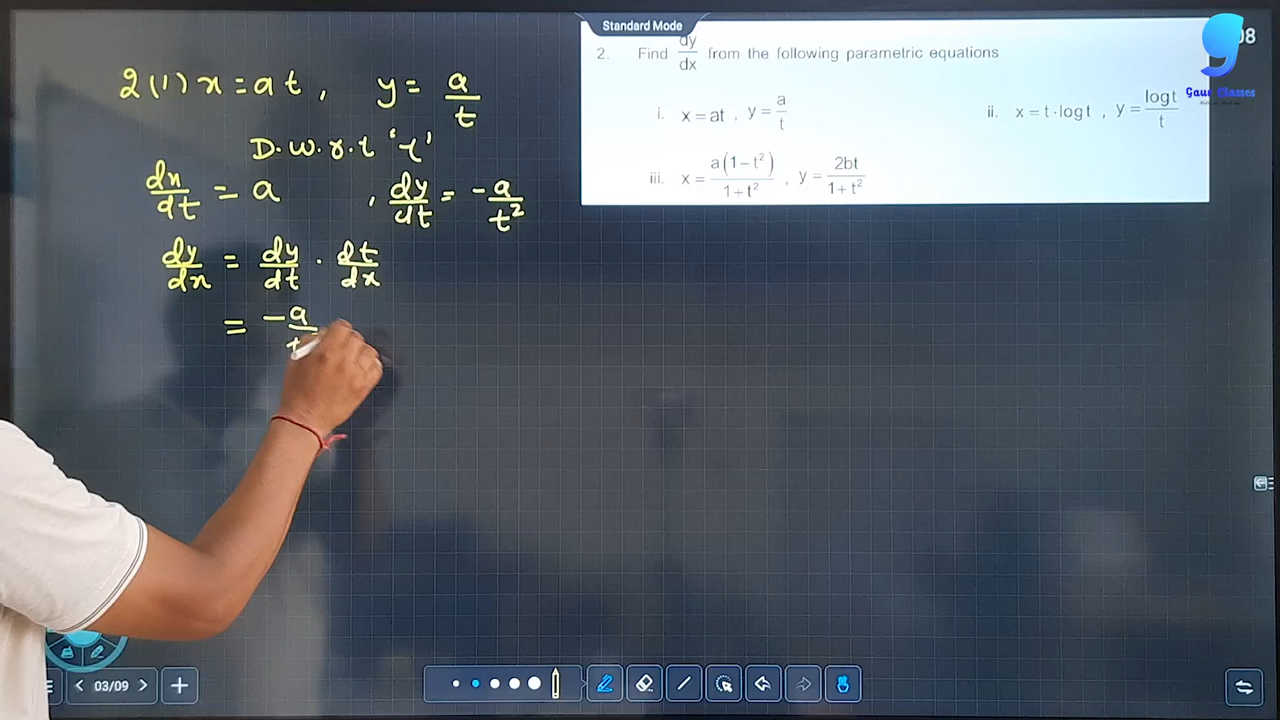 Standard Mode
2. Find dy/dx from the following parametric equations
i. x = at , y = a/t
ii. x = t·logt , y = logt/t
iii. x = a(1−t²)/1+t² , y = 2bt/1+t²
08
Gaur Classes
2(1) x = at, y = a/t
D.w.r.t 't'
dx/dt = a , dy/dt = -a/t²
dy/dx = dy/dt · dt/dx
= -a/t
03/09